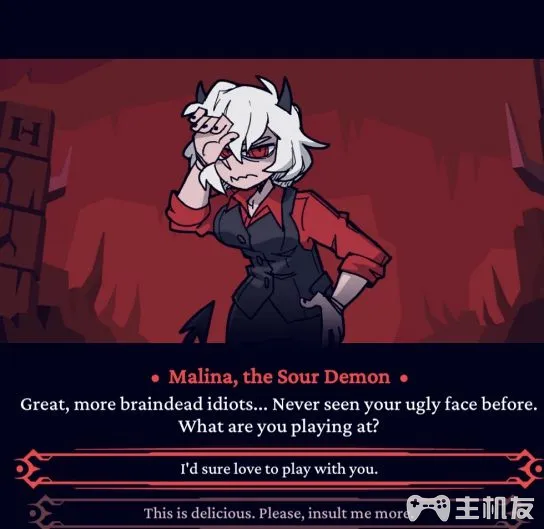 H
• Malina, the Sour Demon •
Great, more braindead idiots... Never seen your ugly face before.
What are you playing at?
I'd sure love to play with you.
This is delicious. Please, insult me more.
主机友